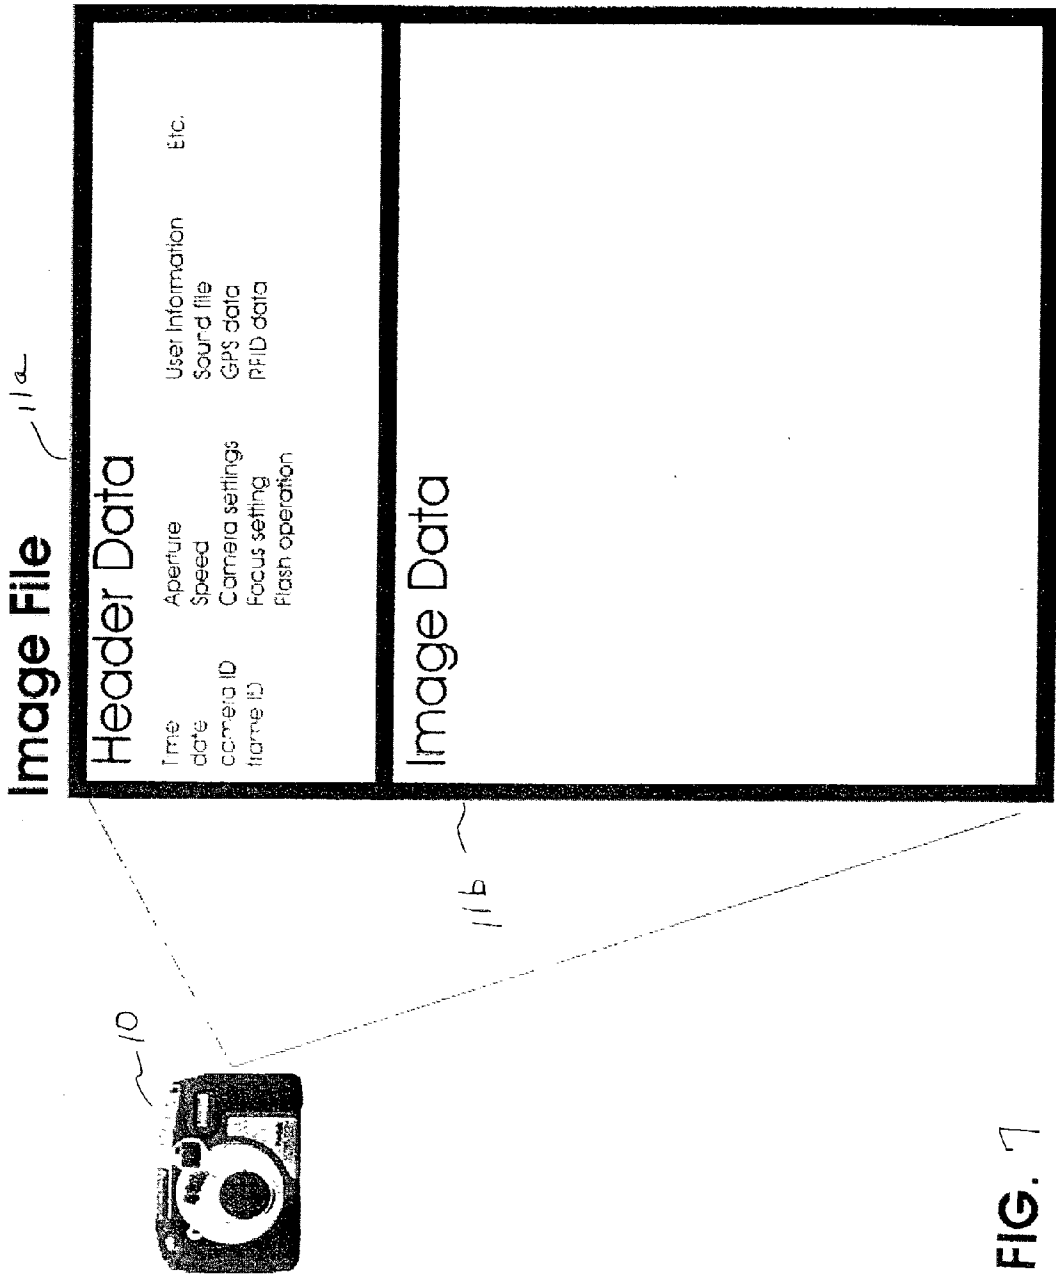 Image File
11a
Header Data
Time
date
camera ID
frame ID
Aperture
Speed
Camera settings
Focus setting
Flash operation
User Information
Sound file
GPS data
RFID data
Etc.
Image Data
11b
10
FIG. 7